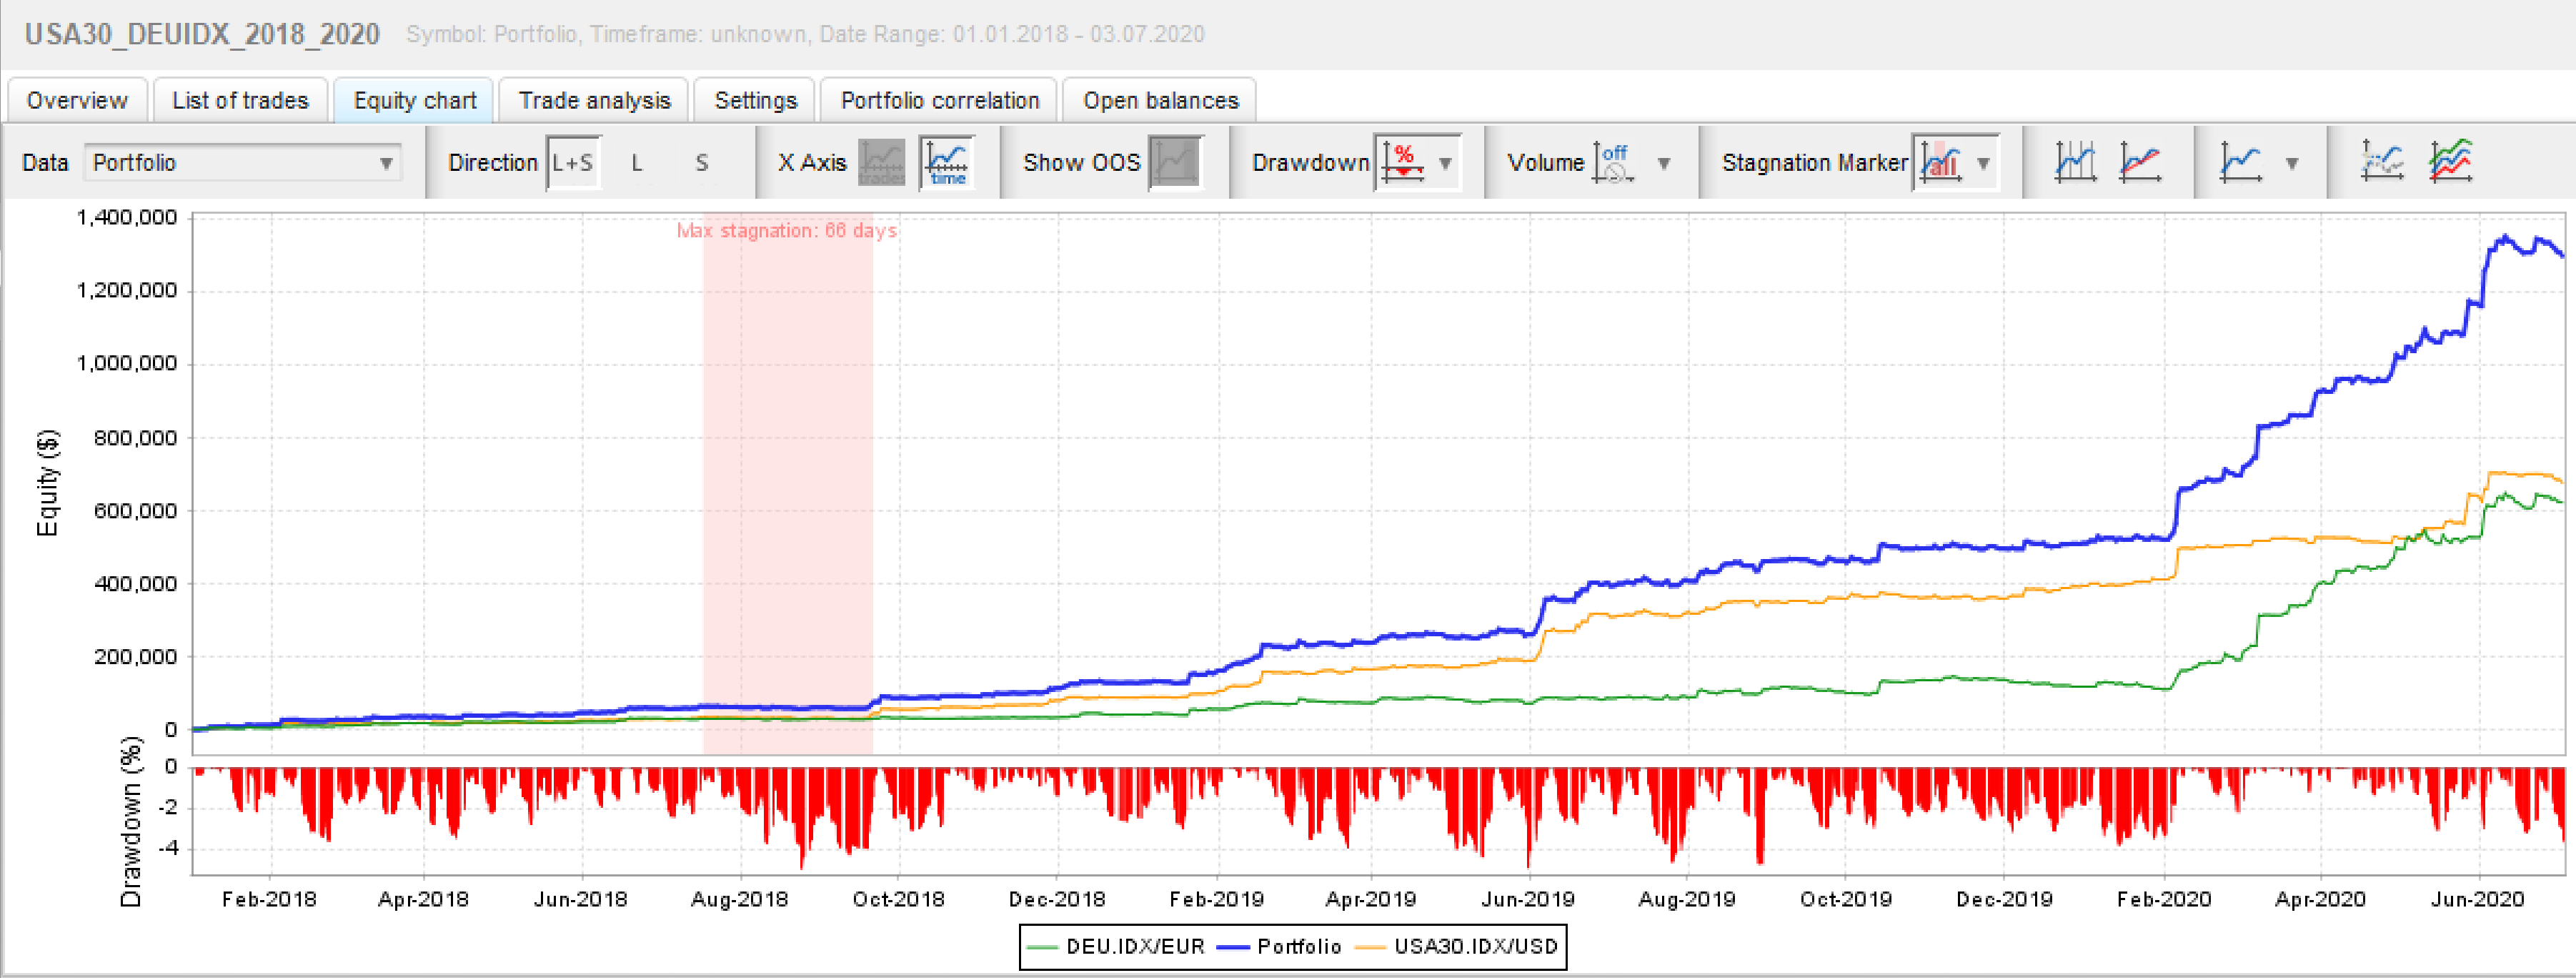 USA30_DEUIDX_2018_2020 Symbol: Portfolio, Timeframe: unknown, Date Range: 01.01.2018 - 03.07.2020
Overview List of trades Equity chart Trade analysis Settings Portfolio correlation Open balances
Data Portfolio Direction L+S L S X Axis trades time Show OOS Drawdown % Volume off Stagnation Marker all
Max stagnation: 66 days
Equity ($)
1,400,000
1,200,000
1,000,000
800,000
600,000
400,000
200,000
0
Drawdown (%)
0
-2
-4
Feb-2018 Apr-2018 Jun-2018 Aug-2018 Oct-2018 Dec-2018 Feb-2019 Apr-2019 Jun-2019 Aug-2019 Oct-2019 Dec-2019 Feb-2020 Apr-2020 Jun-2020
DEU.IDX/EUR Portfolio USA30.IDX/USD